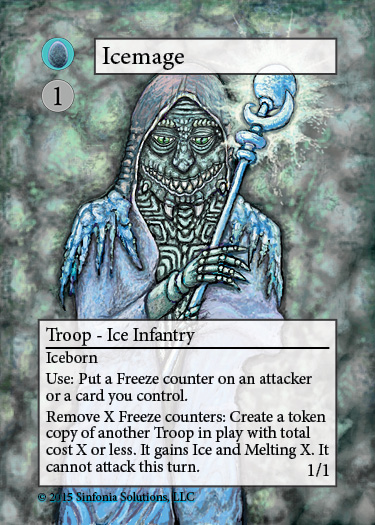 Icemage
1
Troop - Ice Infantry
Iceborn
Use: Put a Freeze counter on an attacker
or a card you control.
Remove X Freeze counters: Create a token
copy of another Troop in play with total
cost X or less. It gains Ice and Melting X. It
cannot attack this turn.
1/1
© 2015 Sinfonia Solutions, LLC